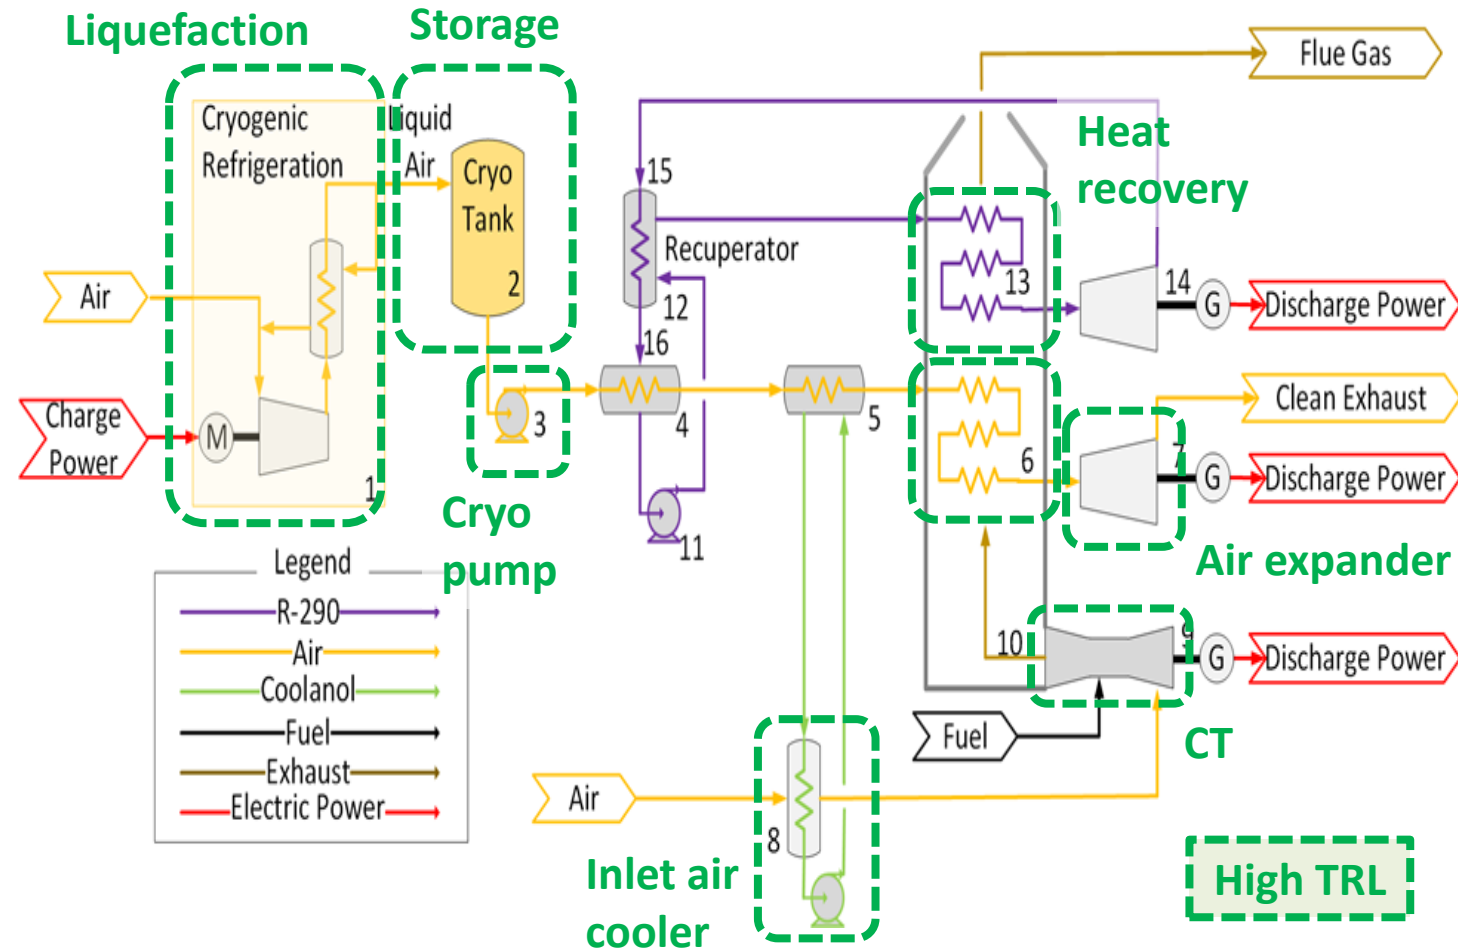 Liquefaction
Storage
Flue Gas
Cryogenic
Refrigeration
Liquid
Air
Cryo
Tank
2
Heat
recovery
15
Recuperator
12
16
13
14
G
Discharge Power
Air
Charge
Power
M
1
3
4
5
6
Clean Exhaust
7
G
Discharge Power
Cryo
pump
11
Air expander
Legend
R-290
Air
Coolanol
Fuel
Exhaust
Electric Power
10
9
G
Discharge Power
Fuel
CT
Air
8
Inlet air
cooler
High TRL